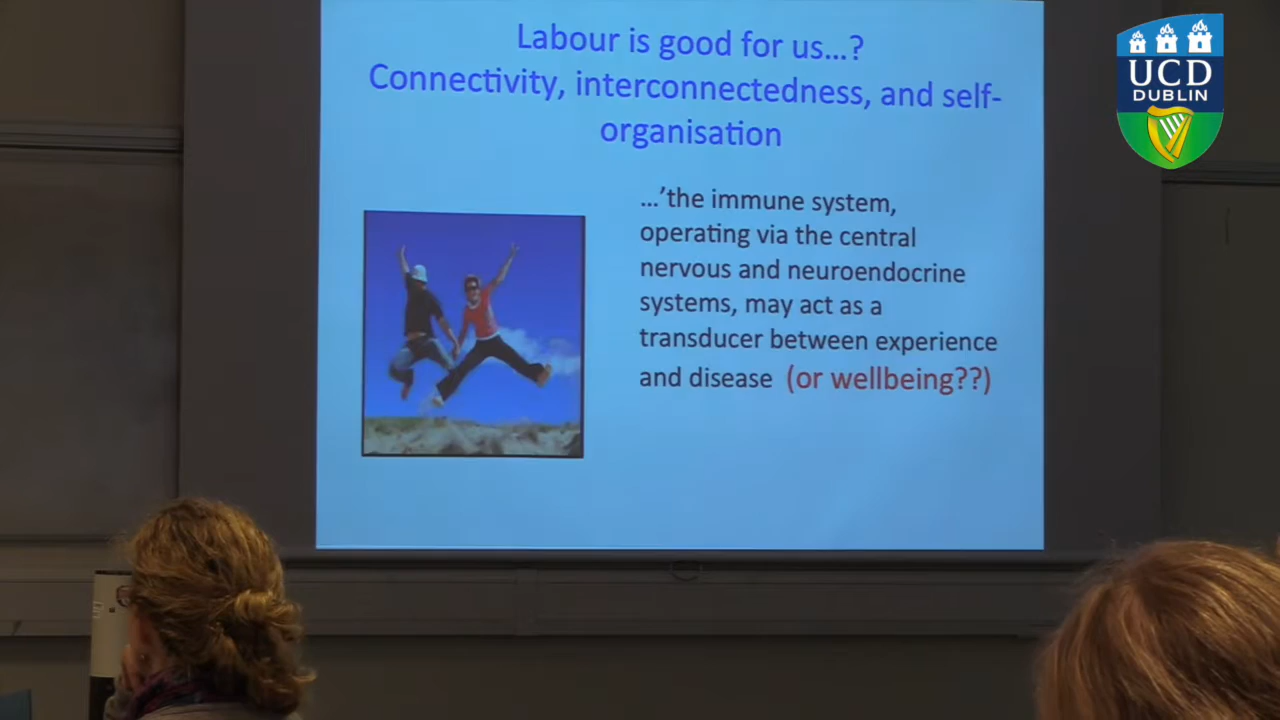 Labour is good for us...?
Connectivity, interconnectedness, and self-
organisation
...’the immune system,
operating via the central
nervous and neuroendocrine
systems, may act as a
transducer between experience
and disease (or wellbeing??)
UCD
DUBLIN